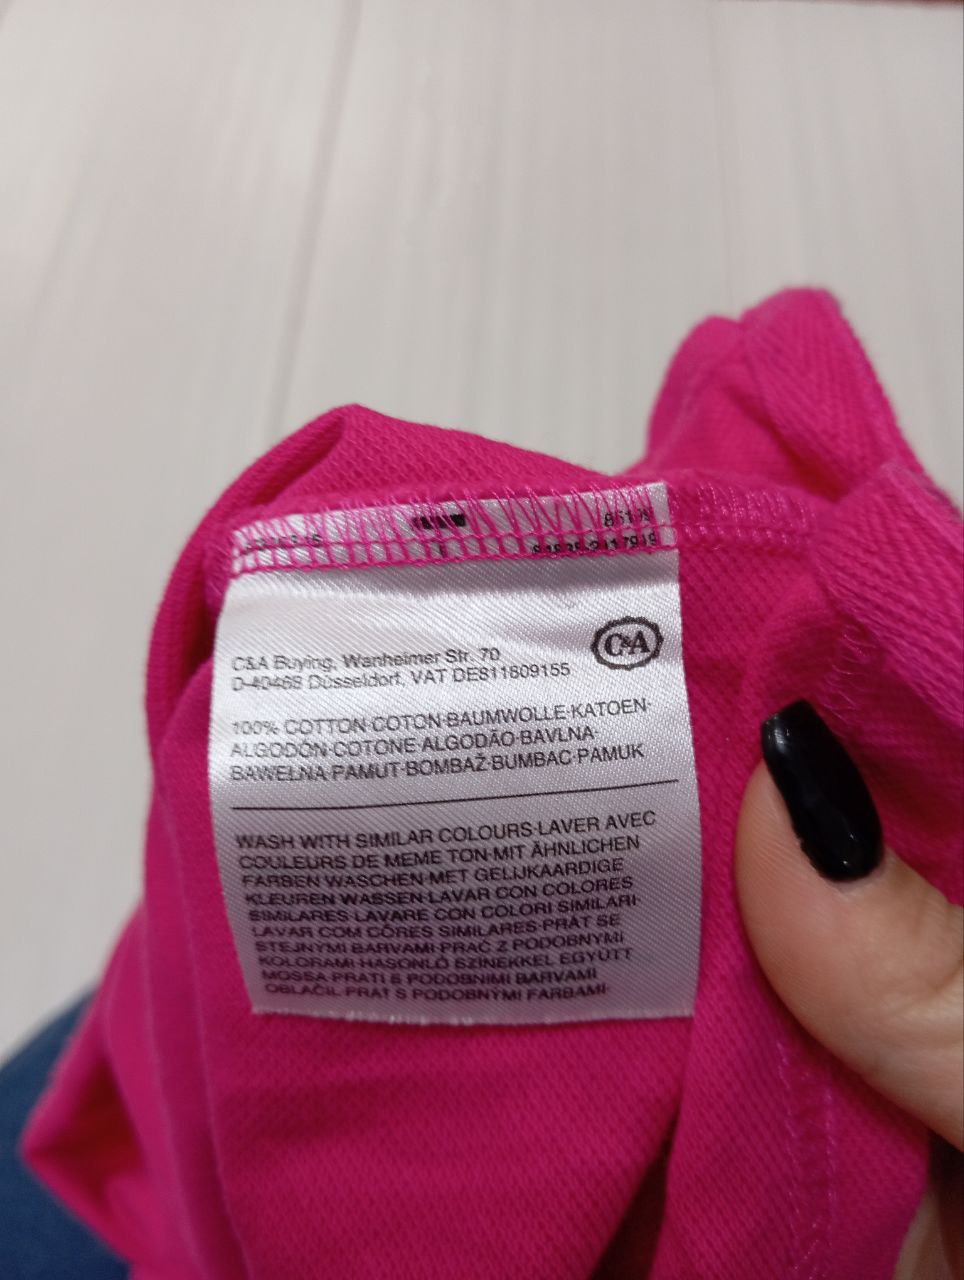 C&A
C&A Buying, Wanheimer Str. 70
D-40468 Düsseldorf, VAT DE811809155
100% COTTON·COTON·BAUMWOLLE·KATOEN·
ALGODÓN·COTONE·ALGODÃO·BAVLNA·
BAWEŁNA·PAMUT·BOMBAŽ·BUMBAC·PAMUK
WASH WITH SIMILAR COLOURS·LAVER AVEC
COULEURS DE MEME TON·MIT ÄHNLICHEN
FARBEN WASCHEN·MET GELIJKAARDIGE
KLEUREN WASSEN·LAVAR CON COLORES
SIMILARES·LAVARE CON COLORI SIMILARI·
LAVAR COM CÔRES SIMILARES·PRÁT SE
STEJNÝMI BARVAMI·PRAĆ Z PODOBNYMI
KOLORAMI·HASONLÓ SZÍNEKKEL EGYÜTT
MOSSA·PRATI S PODOBNIMI BARVAMI
OBLAČIL·PRAT S PODOBNÝMI FARBAMI·